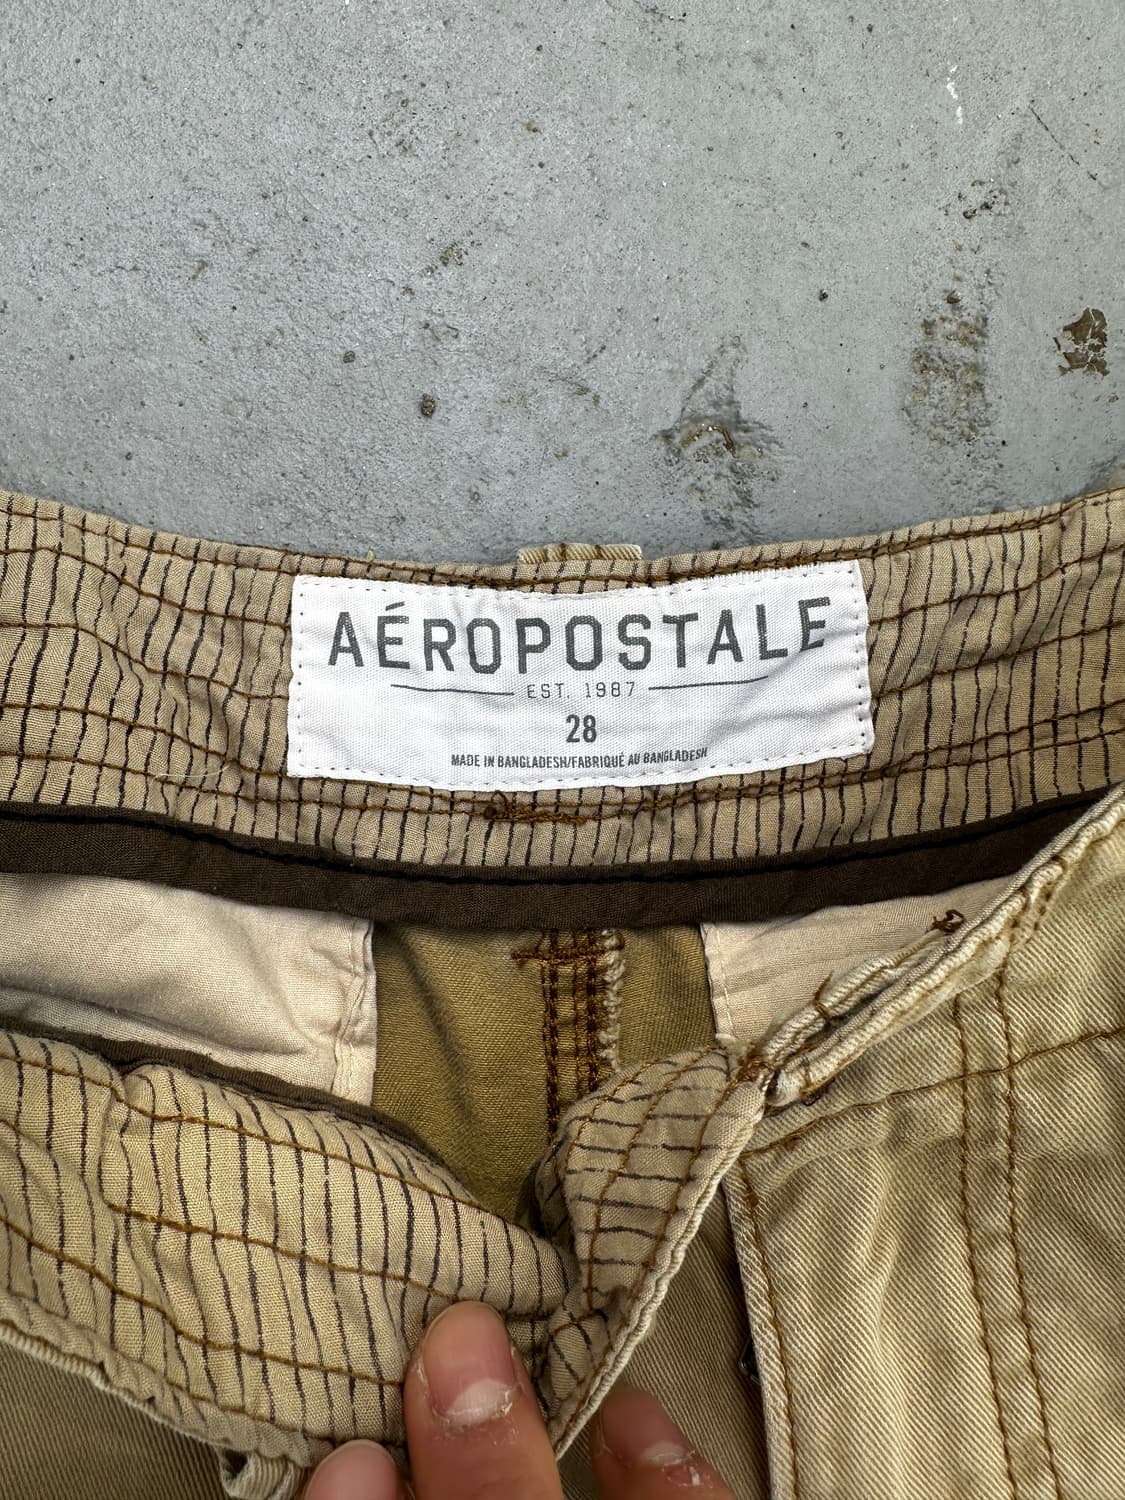 AÉROPOSTALE
EST. 1987
28
MADE IN BANGLADESH/FABRIQUÉ AU BANGLADESH